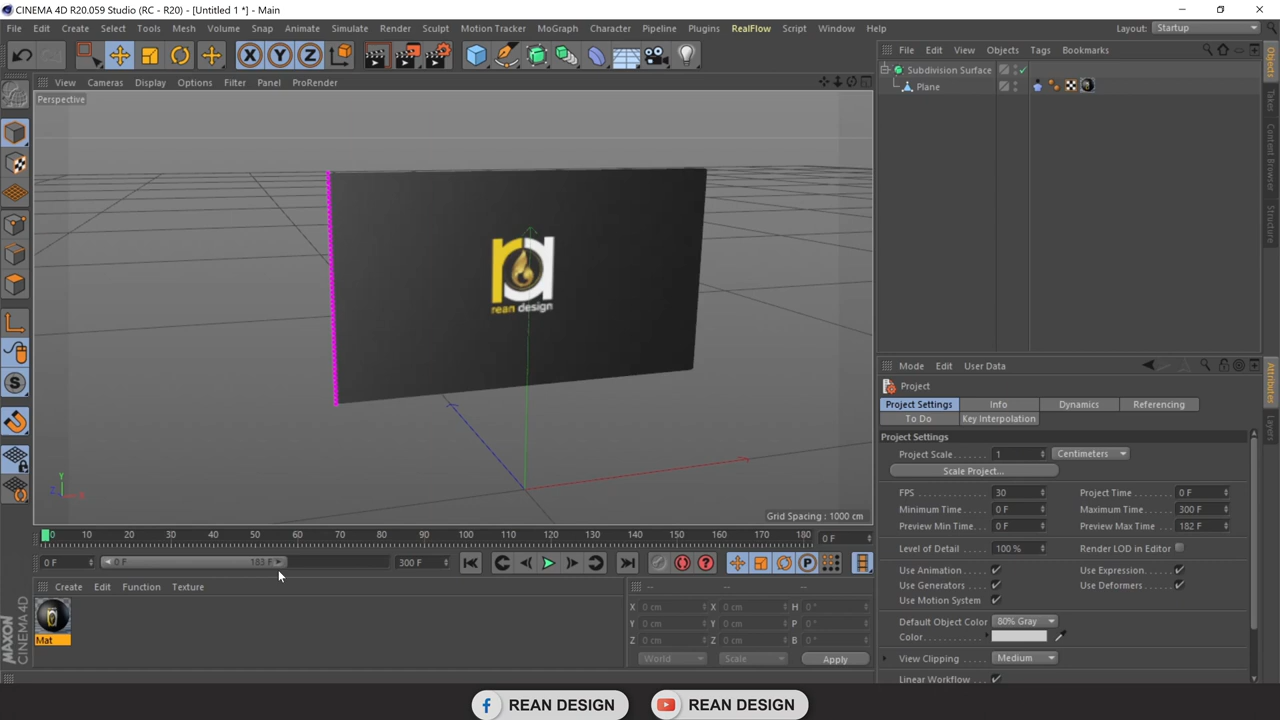 CINEMA 4D R20.059 Studio (RC - R20) - [Untitled 1 *] - Main
File Edit Create Select Tools Mesh Volume Snap Animate Simulate Render Sculpt Motion Tracker MoGraph Character Pipeline Plugins RealFlow Script Window Help Layout: Startup
X Y Z
View Cameras Display Options Filter Panel ProRender
Perspective
rean design
Y
Z X
Grid Spacing : 1000 cm
0 10 20 30 40 50 60 70 80 90 100 110 120 130 140 150 160 170 180 0 F
0 F 0 F 183 F 300 F
P
Create Edit Function Texture
Mat
MAXON
CINEMA 4D
-- -- --
X 0 cm X 0 cm H 0 °
Y 0 cm Y 0 cm P 0 °
Z 0 cm Z 0 cm B 0 °
World Scale Apply
File Edit View Objects Tags Bookmarks
Subdivision Surface
Plane
Objects
Takes
Content Browser
Structure
Mode Edit User Data
Project
Project Settings Info Dynamics Referencing
To Do Key Interpolation
Project Settings
Project Scale 1 Centimeters
Scale Project...
FPS 30 Project Time 0 F
Minimum Time 0 F Maximum Time 300 F
Preview Min Time 0 F Preview Max Time 182 F
Level of Detail 100 % Render LOD in Editor
Use Animation Use Expression
Use Generators Use Deformers
Use Motion System
Default Object Color 80% Gray
Color
View Clipping Medium
Linear Workflow
Attributes
Layers
REAN DESIGN REAN DESIGN